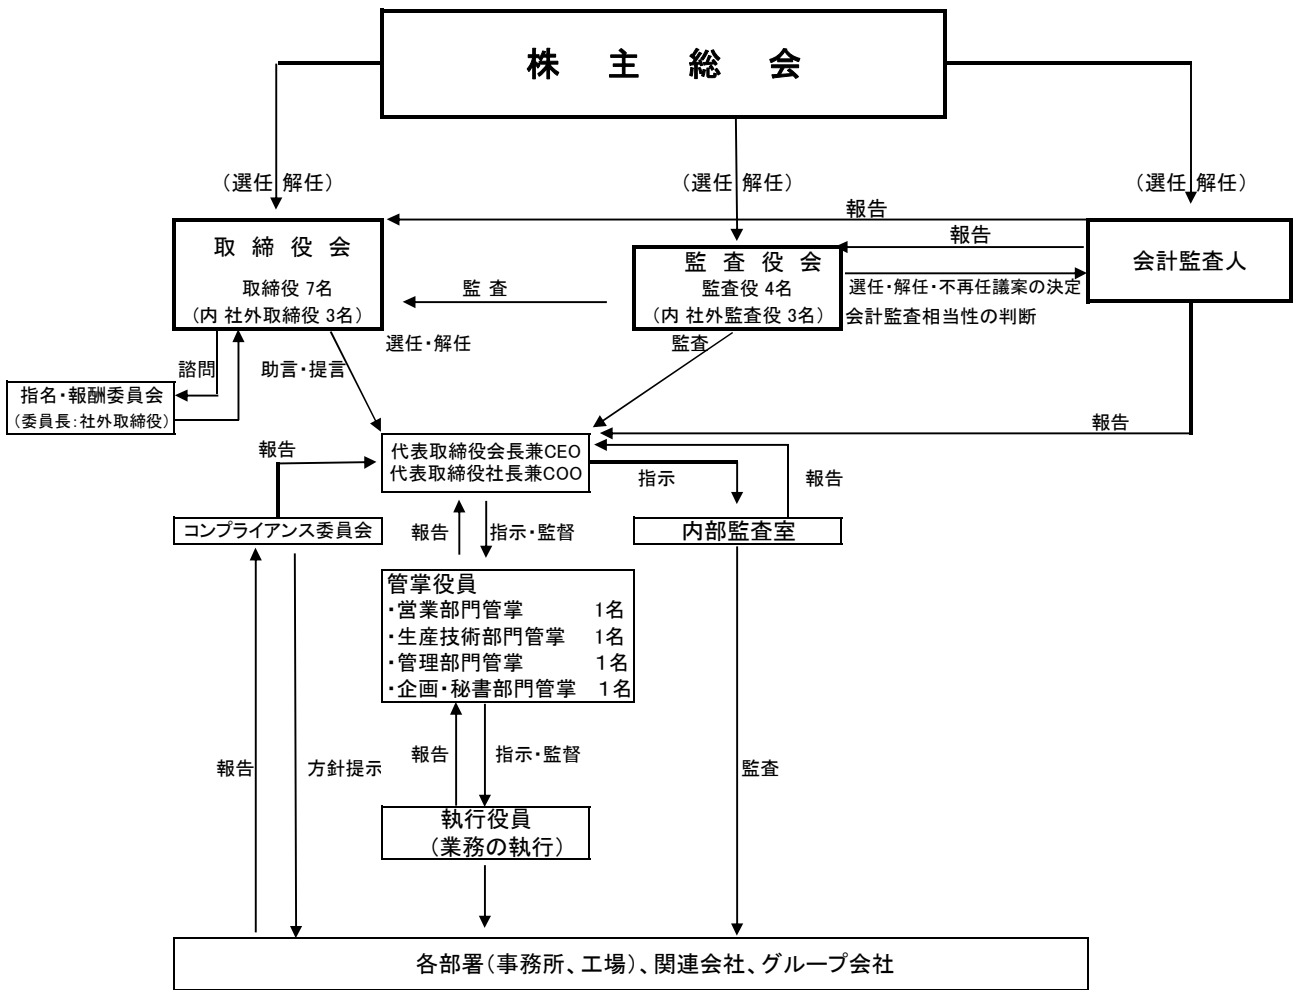 株 主 総 会
（選任 解任）
（選任 解任）
（選任 解任）
報告
取 締 役 会
取締役 7名
（内 社外取締役 3名）
監 査
監 査 役 会
監査役 4名
（内 社外監査役 3名）
報告
選任・解任・不再任議案の決定
会計監査相当性の判断
会計監査人
諮問
助言・提言
選任・解任
監査
指名・報酬委員会
（委員長：社外取締役）
報告
報告
代表取締役会長兼CEO
代表取締役社長兼COO
指示
報告
コンプライアンス委員会
報告
指示・監督
内部監査室
管掌役員
・営業部門管掌 1名
・生産技術部門管掌 1名
・管理部門管掌 1名
・企画・秘書部門管掌 1名
報告
方針提示
報告
指示・監督
監査
執行役員
（業務の執行）
各部署（事務所、工場）、関連会社、グループ会社